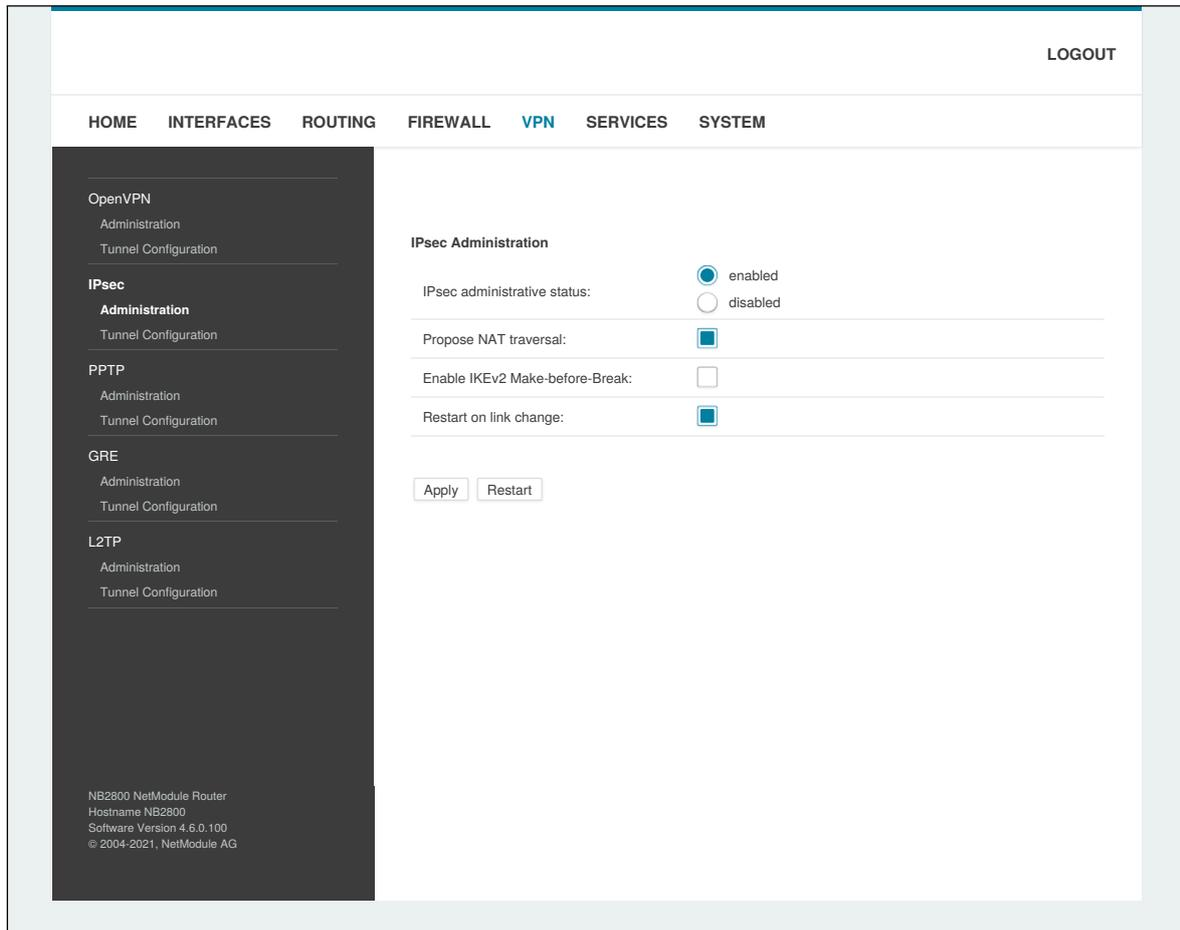 LOGOUT
HOME INTERFACES ROUTING FIREWALL VPN SERVICES SYSTEM
OpenVPN
Administration
Tunnel Configuration
IPsec
Administration
Tunnel Configuration
PPTP
Administration
Tunnel Configuration
GRE
Administration
Tunnel Configuration
L2TP
Administration
Tunnel Configuration
NB2800 NetModule Router
Hostname NB2800
Software Version 4.6.0.100
© 2004-2021, NetModule AG
IPsec Administration
IPsec administrative status:
enabled
disabled
Propose NAT traversal:
Enable IKEv2 Make-before-Break:
Restart on link change:
Apply Restart